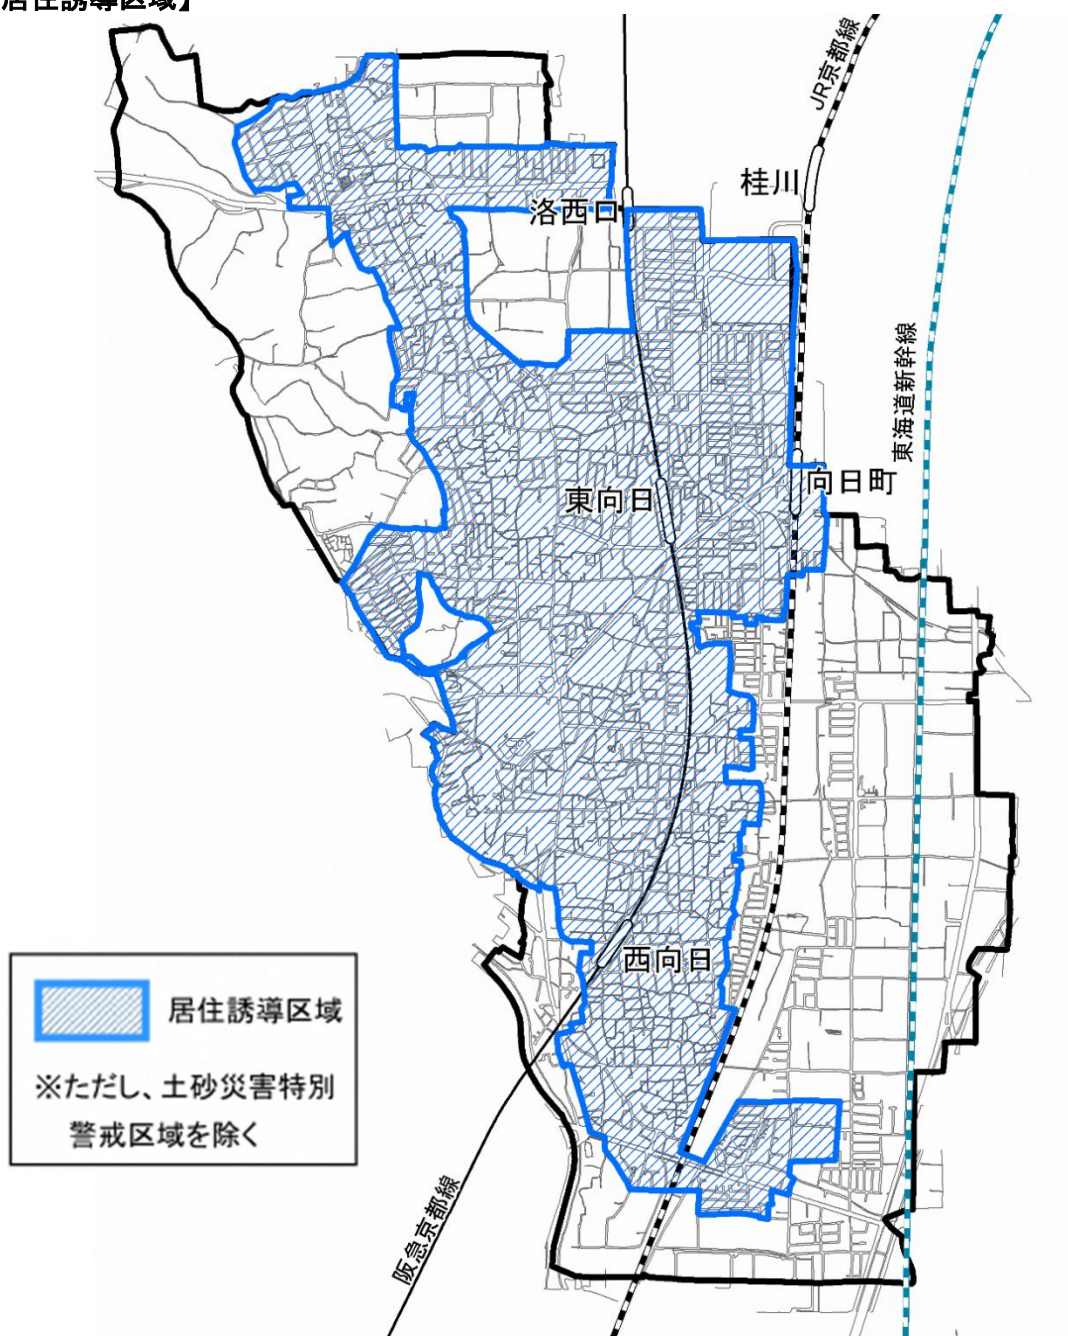 居住誘導区域】
JR京都線
桂川
洛西口
東海道新幹線
向日町
東向日
西向日
居住誘導区域
※ただし、土砂災害特別
警戒区域を除く
阪急京都線